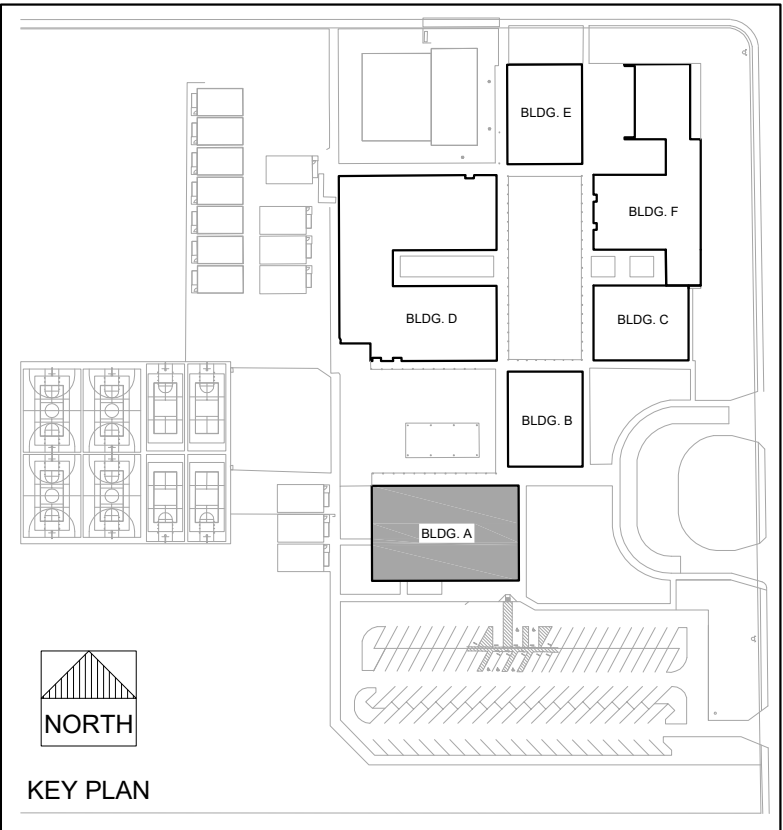 BLDG. E
BLDG. F
BLDG. D
BLDG. C
BLDG. B
BLDG. A
NORTH
KEY PLAN